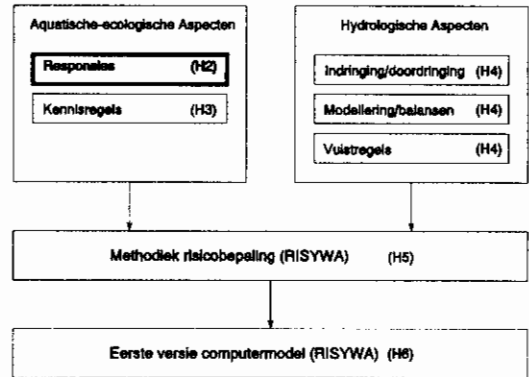 Aquatische-ecologische Aspecten
Responsies (H2)
Kennisregels (H3)
Hydrologische Aspecten
Indringing/doordringing (H4)
Modellering/balansen (H4)
Vuistregels (H4)
Methodiek risicobepaling (RISYWA) (H5)
Eerste versie computermodel (RISYWA) (H6)